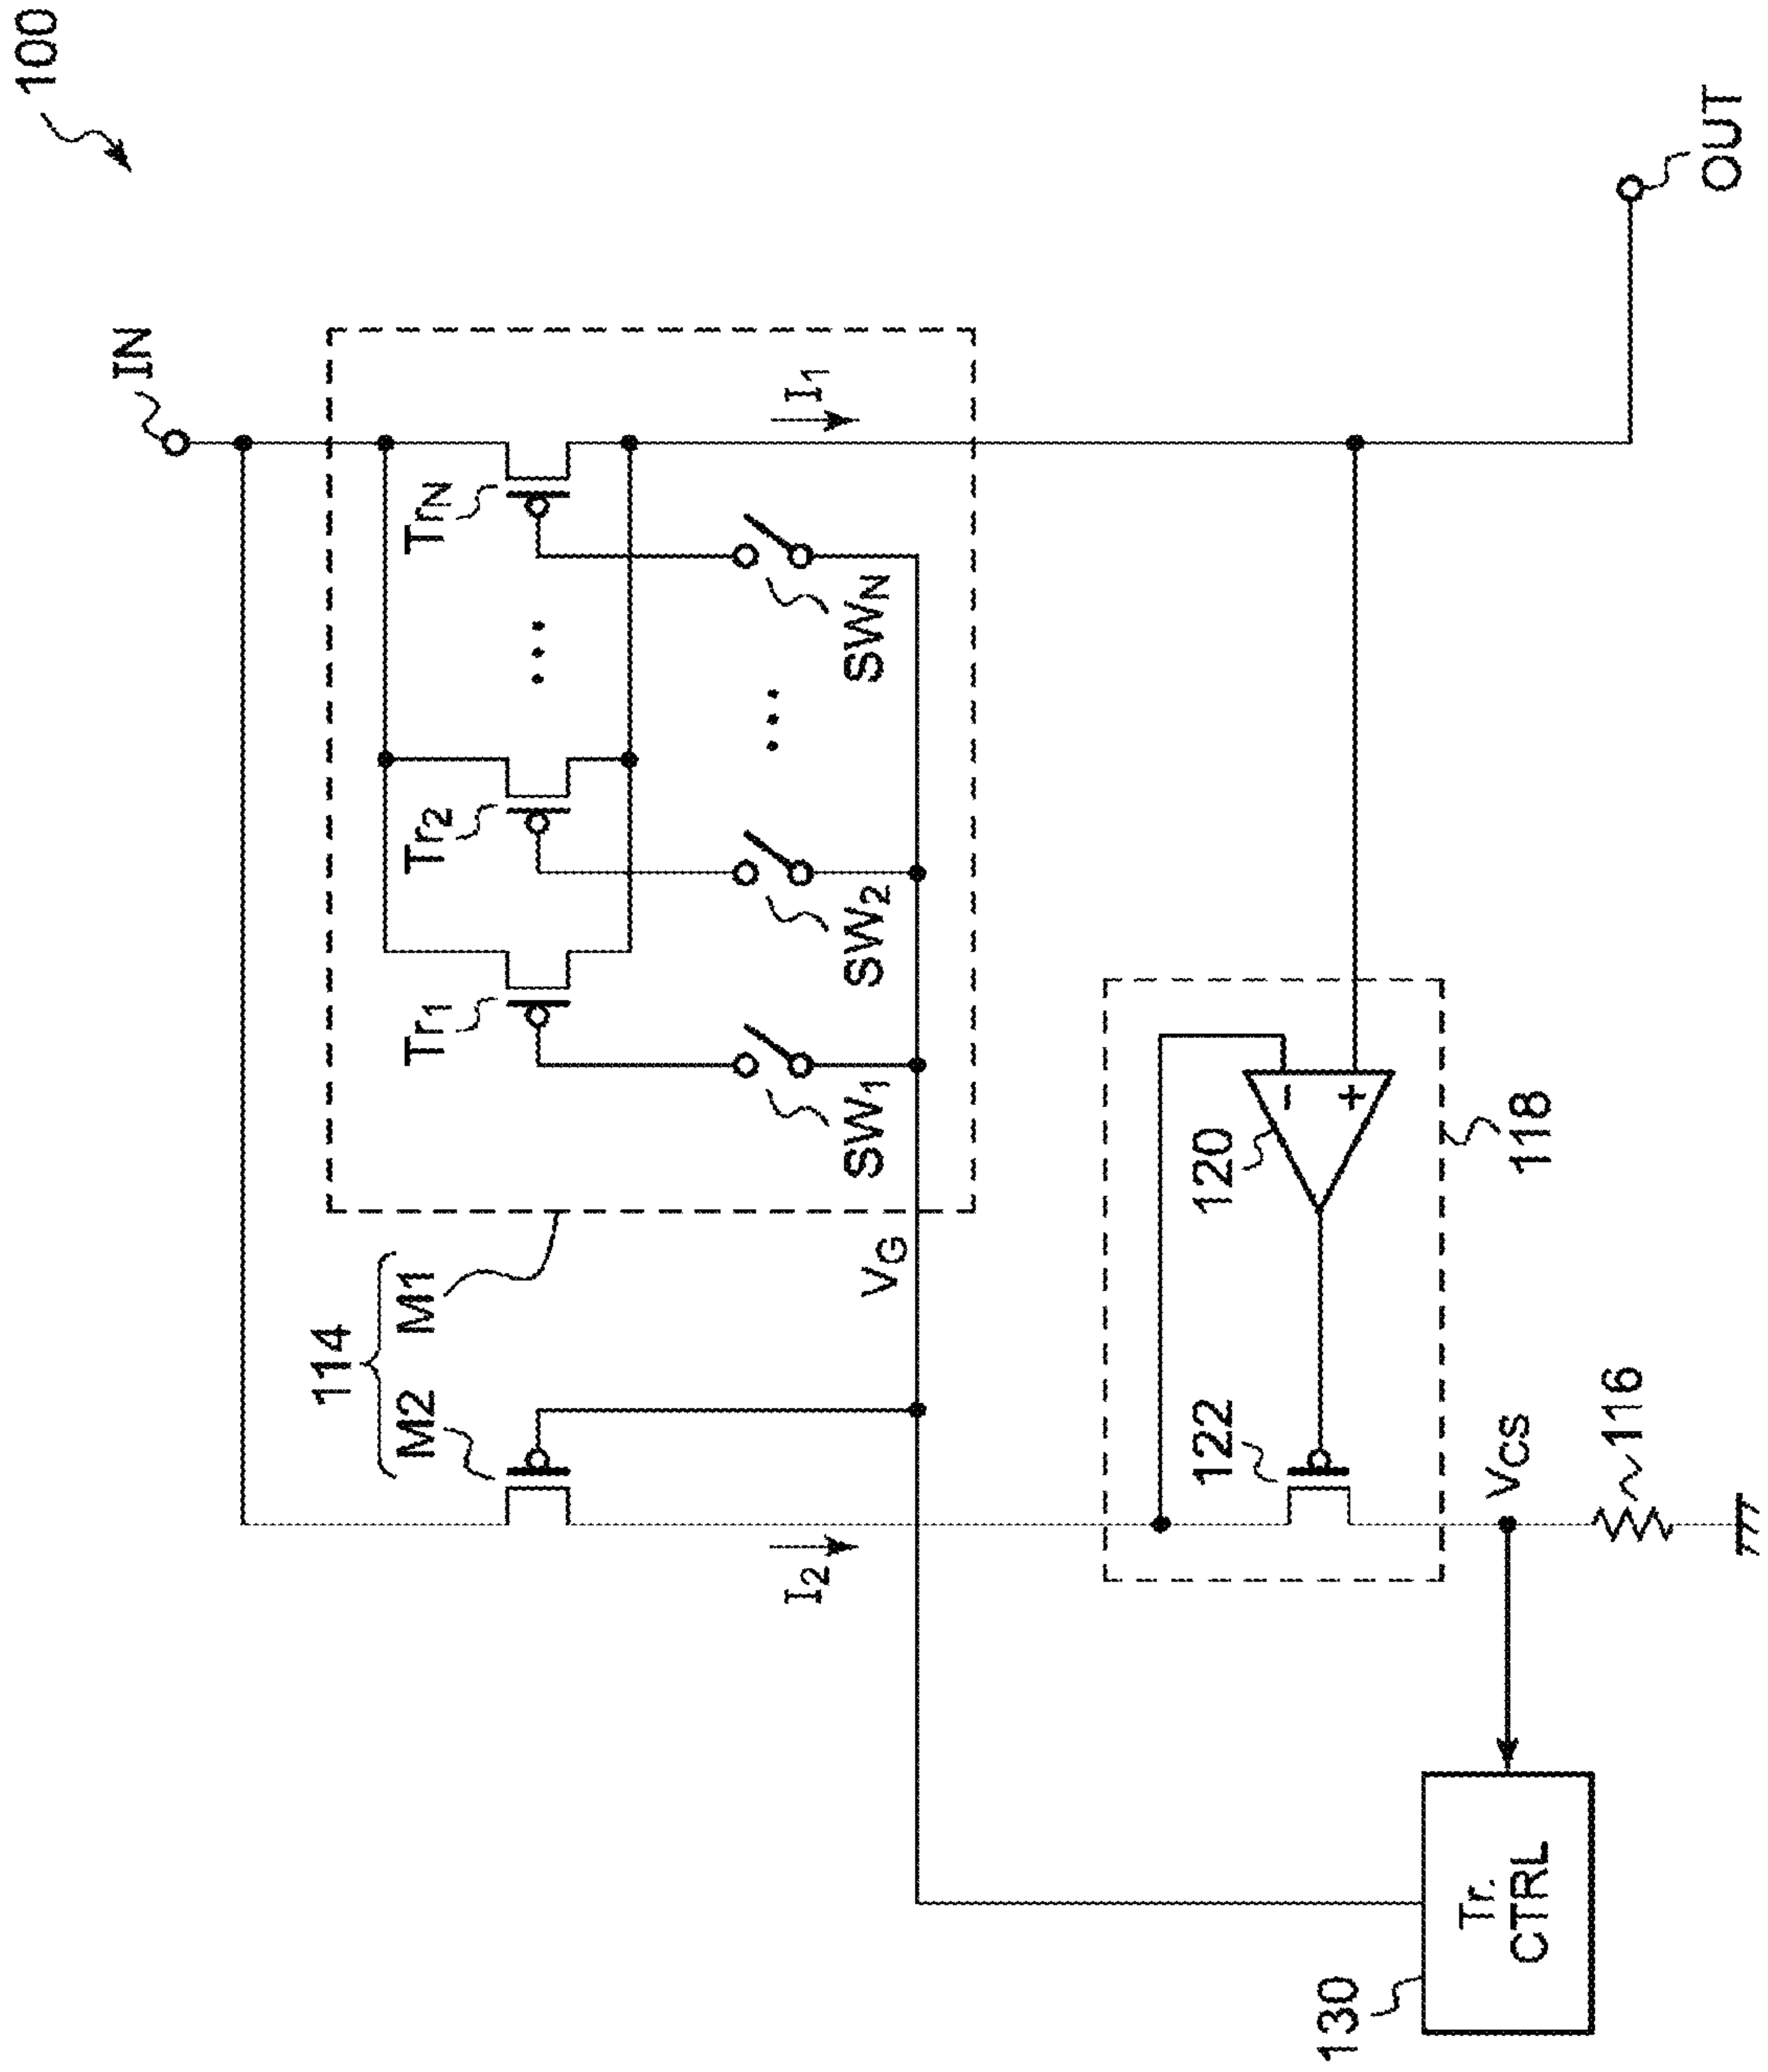 100
IN
OUT
TrN
Tr2
Tr1
I1
SWN
SW2
SW1
114
M2 M1
VG
I2
120
118
122
VCS
116
130
Tr.
CTRL
+
−